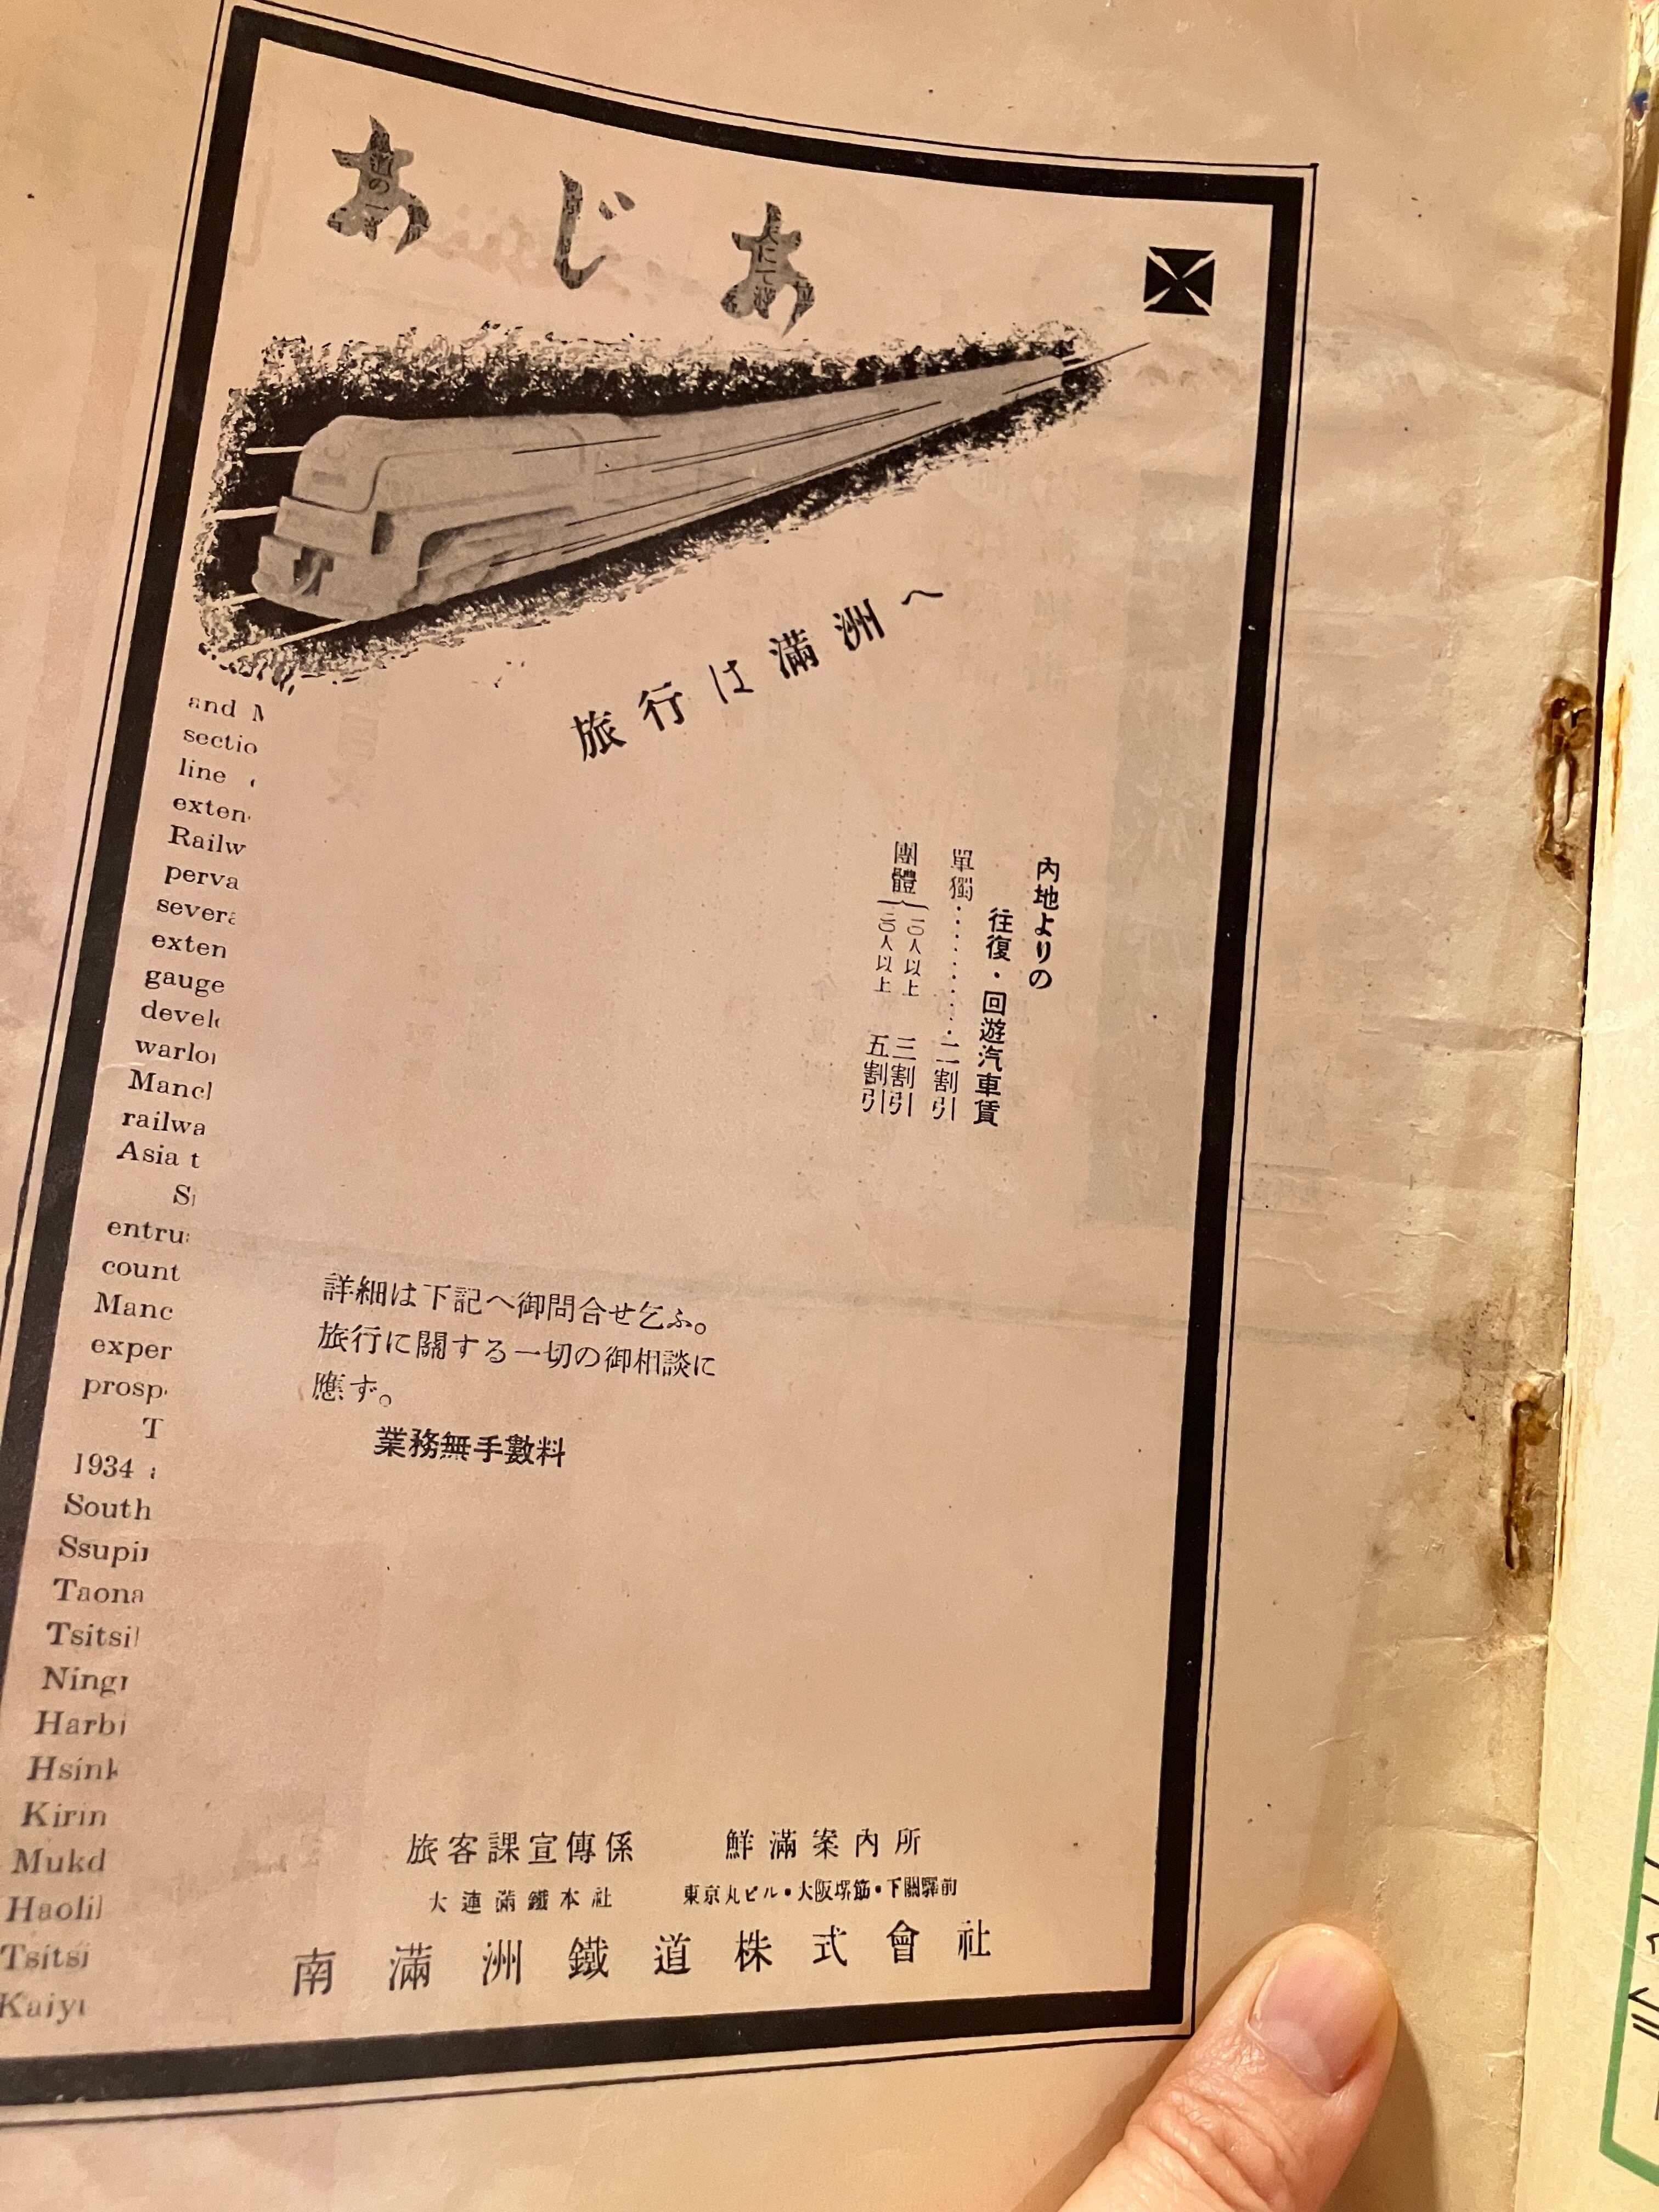 あじあ
旅行は満洲へ
內地よりの
往復・回遊汽車賃
單獨・・・・・・・・・二割引
團體
二〇人以上 三割引
三〇人以上 五割引
and
sectio
line
exten
Railw
perva
severa
exten
gauge
develo
warlo
Manc
railwa
Asia t
entru
count
Manc
exper
prosp
T
1934
South
Ssupin
Taona
Tsitsi
Ning
Harbi
Hsink
Kirin
Mukd
Haoli
Tsitsi
Kaiyu
詳細は下記へ御問合せ乞ふ。
旅行に關する一切の御相談に
應ず。
業務無手數料
旅客課宣傳係 鮮滿案內所
大連滿鐵本社 東京丸ビル・大阪堺筋・下關驛前
南滿洲鐵道株式會社